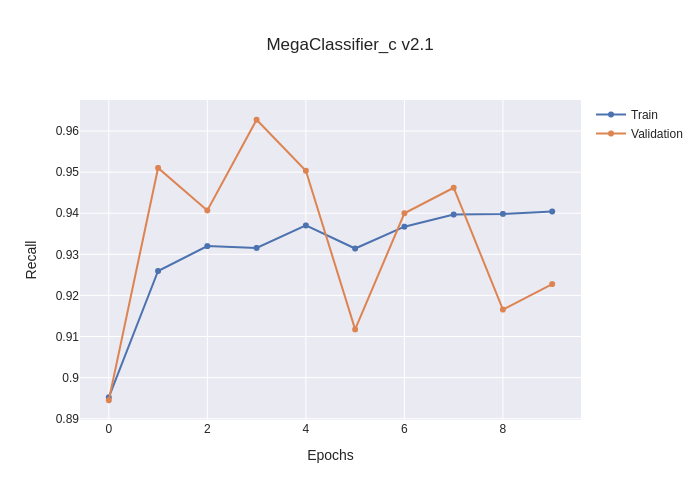 MegaClassifier_c v2.1
Train
Validation
0.96
0.95
0.94
0.93
0.92
0.91
0.9
0.89
Recall
0 2 4 6 8
Epochs